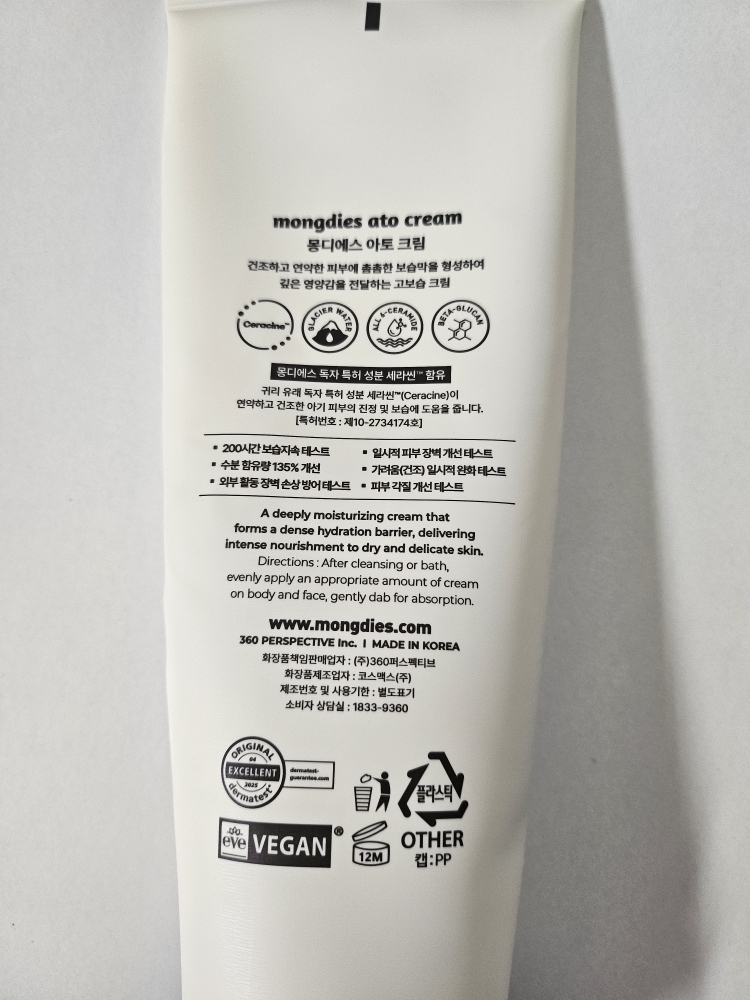 mongdies ato cream
몽디에스 아토 크림
건조하고 연약한 피부에 촘촘한 보습막을 형성하여
깊은 영양감을 전달하는 고보습 크림
Ceracine™
GLACIER WATER
ALL 6-CERAMIDE
BETA-GLUCAN
몽디에스 독자 특허 성분 세라씬™ 함유
귀리 유래 독자 특허 성분 세라씬™(Ceracine)이
연약하고 건조한 아기 피부의 진정 및 보습에 도움을 줍니다.
[특허번호 : 제10-2734174호]
▪ 200시간 보습지속 테스트
▪ 수분 함유량 135% 개선
▪ 외부 활동 장벽 손상 방어 테스트
▪ 일시적 피부 장벽 개선 테스트
▪ 가려움(건조) 일시적 완화 테스트
▪ 피부 각질 개선 테스트
A deeply moisturizing cream that
forms a dense hydration barrier, delivering
intense nourishment to dry and delicate skin.
Directions : After cleansing or bath,
evenly apply an appropriate amount of cream
on body and face, gently dab for absorption.
www.mongdies.com
360 PERSPECTIVE Inc. I MADE IN KOREA
화장품책임판매업자 : (주)360퍼스펙티브
화장품제조업자 : 코스맥스(주)
제조번호 및 사용기한 : 별도표기
소비자 상담실 : 1833-9360
ORIGINAL
04
EXCELLENT
2025
dermatest®
dermatest-
guarantee.com
플라스틱
OTHER
캡:PP
eve VEGAN®
12M